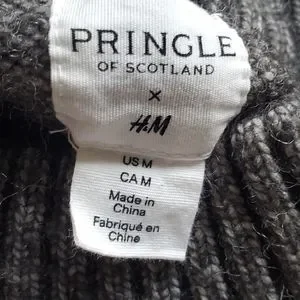 PRINGLE
OF SCOTLAND
×
H&M
US M
CA M
Made in
China
Fabriqué en
Chine